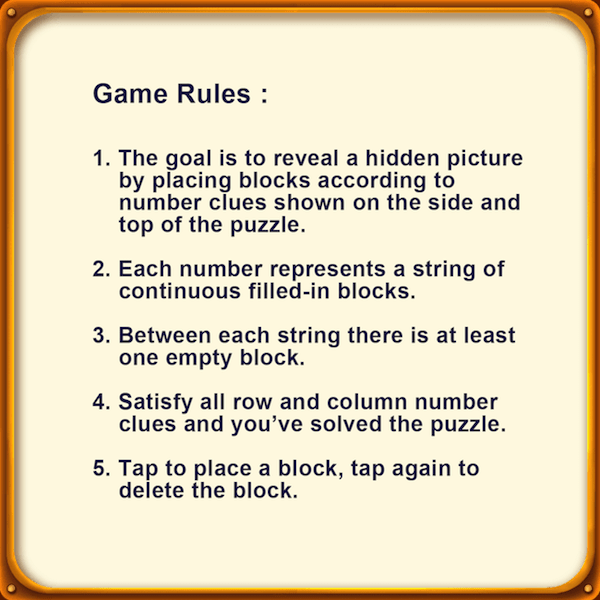 Game Rules :
1. The goal is to reveal a hidden picture
by placing blocks according to
number clues shown on the side and
top of the puzzle.
2. Each number represents a string of
continuous filled-in blocks.
3. Between each string there is at least
one empty block.
4. Satisfy all row and column number
clues and you’ve solved the puzzle.
5. Tap to place a block, tap again to
delete the block.